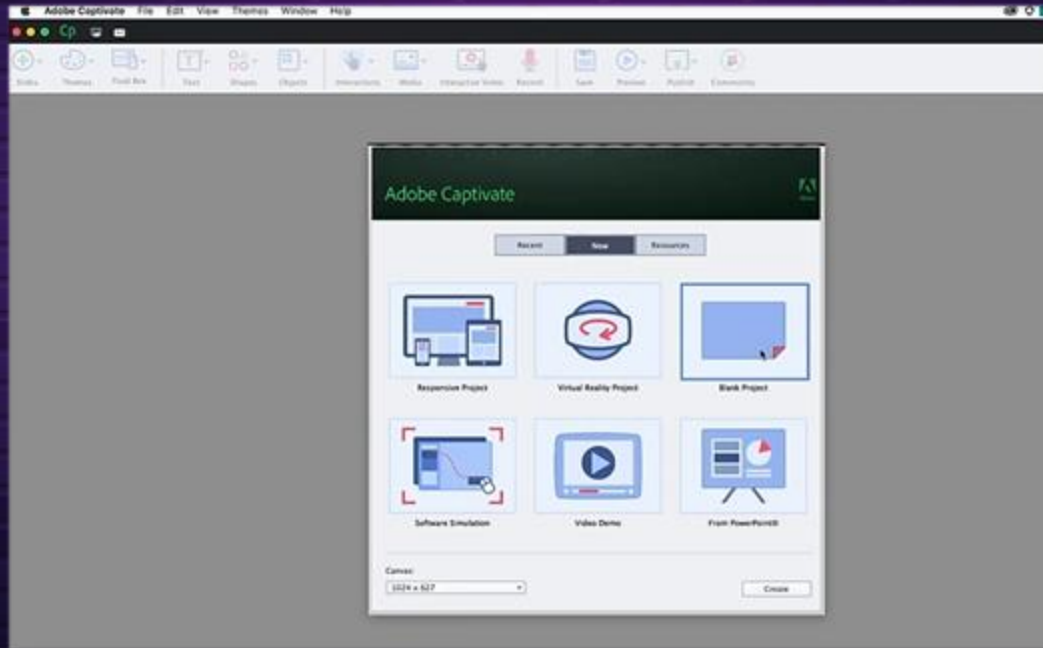 Adobe Captivate File Edit View Themes Window Help
Cp
Slides Themes Fluid Box Text Shapes Objects Interactions Media Interactive Video Record Save Preview Publish Community
Adobe Captivate
Recent New Resources
Responsive Project Virtual Reality Project Blank Project
Software Simulation Video Demo From PowerPoint®
Canvas:
1024 x 627
Create